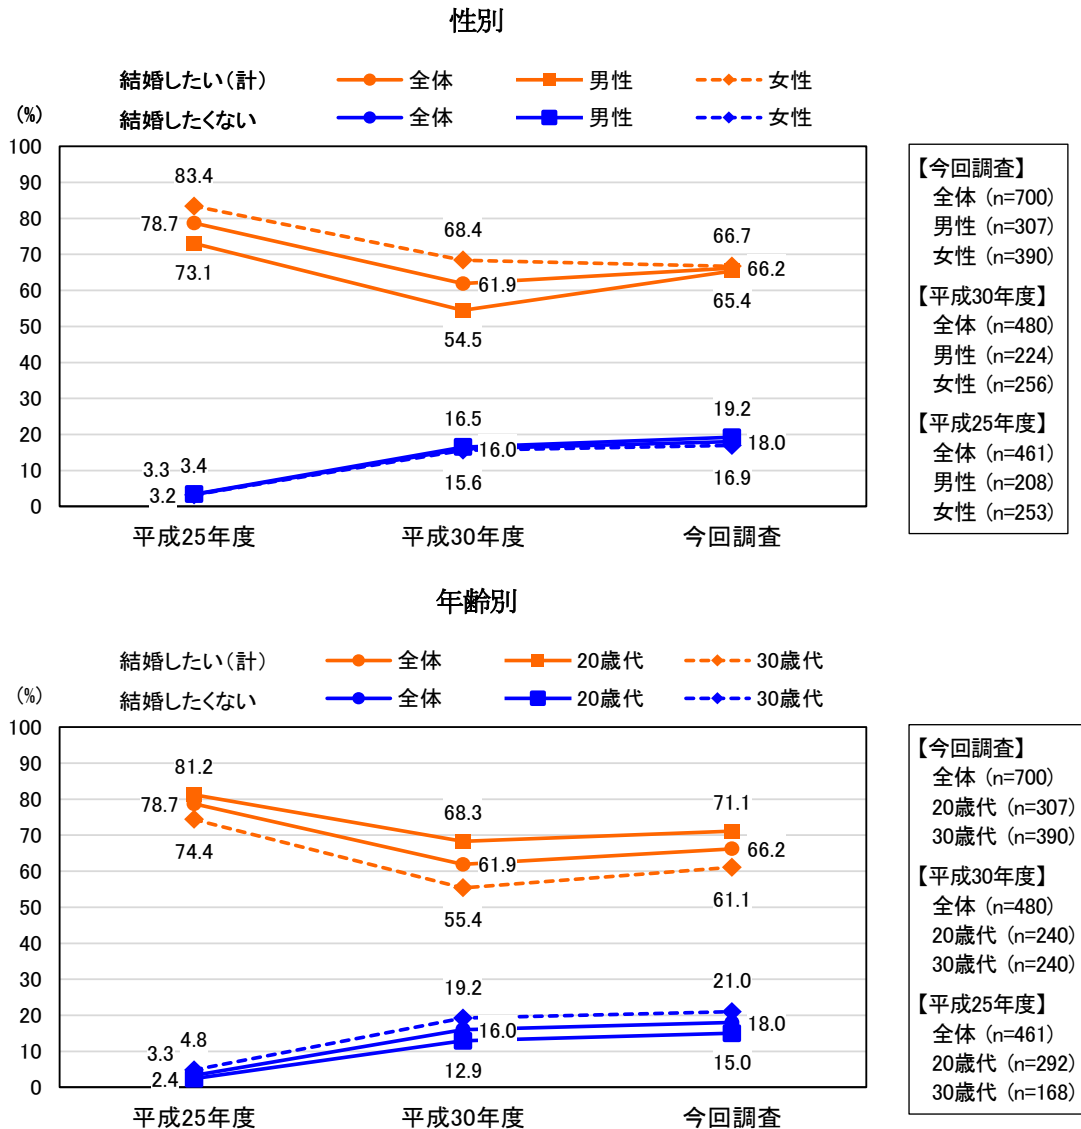 性別
結婚したい（計） 全体 男性 女性
(%) 結婚したくない 全体 男性 女性
100
90
80
70
60
50
40
30
20
10
0
83.4
78.7
73.1
68.4
61.9
54.5
66.7
66.2
65.4
3.3 3.4
3.2
16.5
16.0
15.6
19.2
18.0
16.9
平成25年度 平成30年度 今回調査
【今回調査】
全体 (n=700)
男性 (n=307)
女性 (n=390)
【平成30年度】
全体 (n=480)
男性 (n=224)
女性 (n=256)
【平成25年度】
全体 (n=461)
男性 (n=208)
女性 (n=253)
年齢別
結婚したい（計） 全体 20歳代 30歳代
(%) 結婚したくない 全体 20歳代 30歳代
100
90
80
70
60
50
40
30
20
10
0
81.2
78.7
74.4
68.3
61.9
55.4
71.1
66.2
61.1
3.3 4.8
2.4
19.2
16.0
12.9
21.0
18.0
15.0
平成25年度 平成30年度 今回調査
【今回調査】
全体 (n=700)
20歳代 (n=307)
30歳代 (n=390)
【平成30年度】
全体 (n=480)
20歳代 (n=240)
30歳代 (n=240)
【平成25年度】
全体 (n=461)
20歳代 (n=292)
30歳代 (n=168)